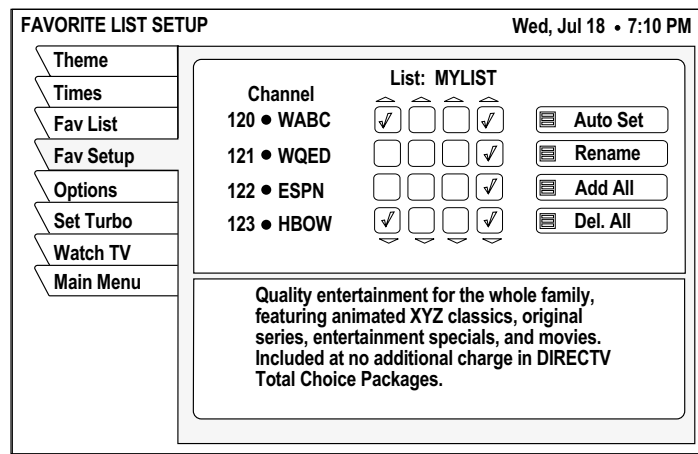 FAVORITE LIST SETUP
Wed, Jul 18 • 7:10 PM
Theme
Times
Fav List
Fav Setup
Options
Set Turbo
Watch TV
Main Menu
List: MYLIST
Channel
120 • WABC
121 • WQED
122 • ESPN
123 • HBOW
Auto Set
Rename
Add All
Del. All
Quality entertainment for the whole family,
featuring animated XYZ classics, original
series, entertainment specials, and movies.
Included at no additional charge in DIRECTV
Total Choice Packages.